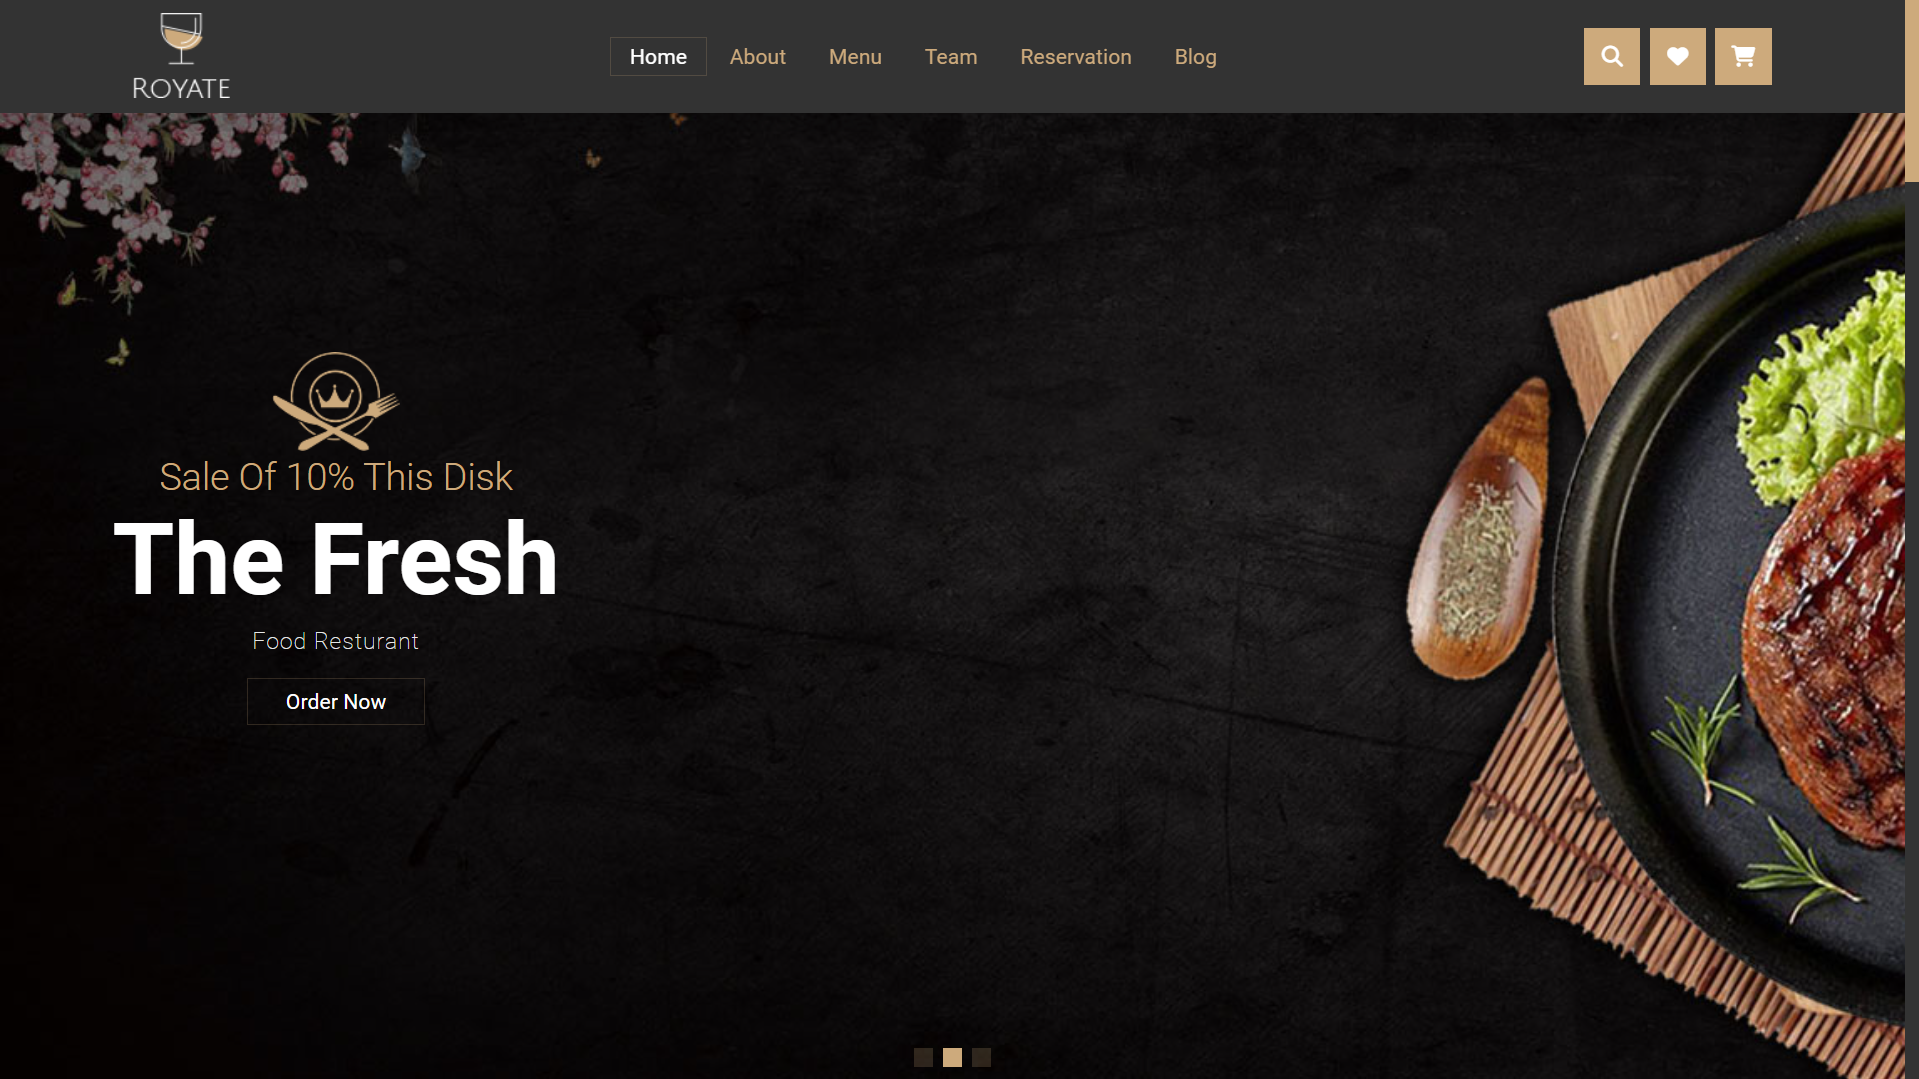 ROYATE
Home About Menu Team Reservation Blog
Sale Of 10% This Disk
The Fresh
Food Resturant
Order Now